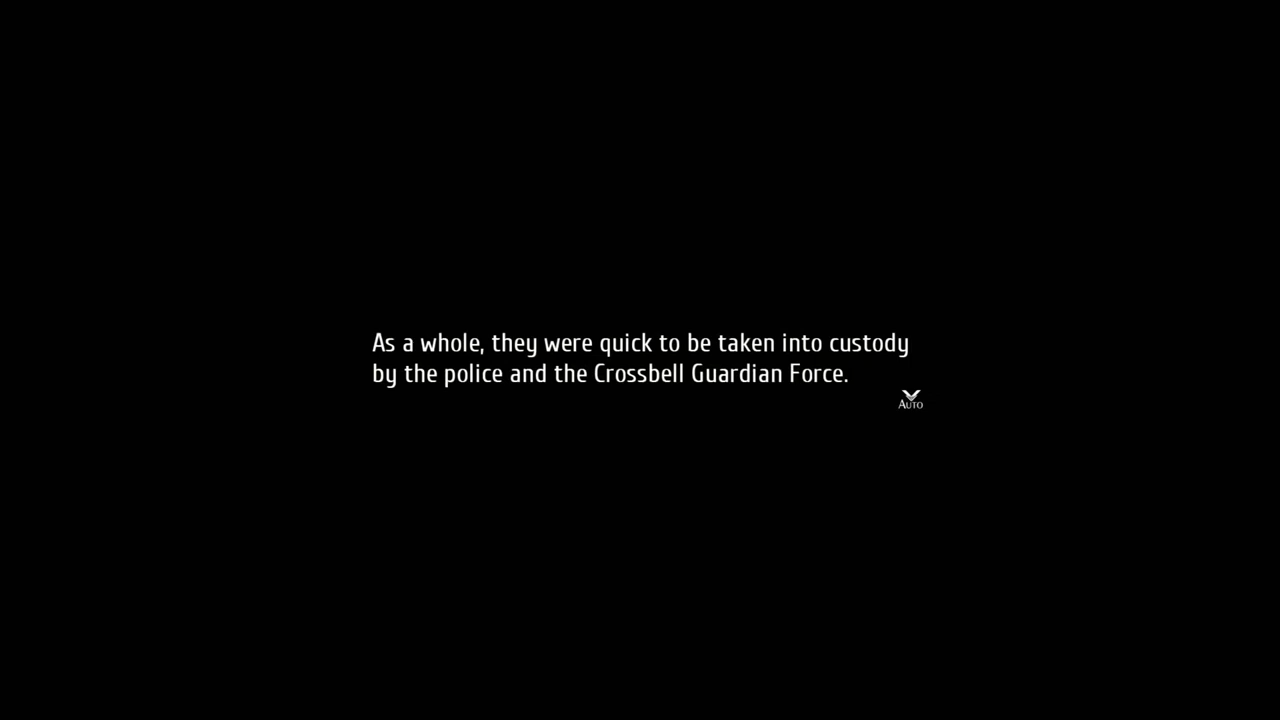 As a whole, they were quick to be taken into custody
by the police and the Crossbell Guardian Force.
AUTO